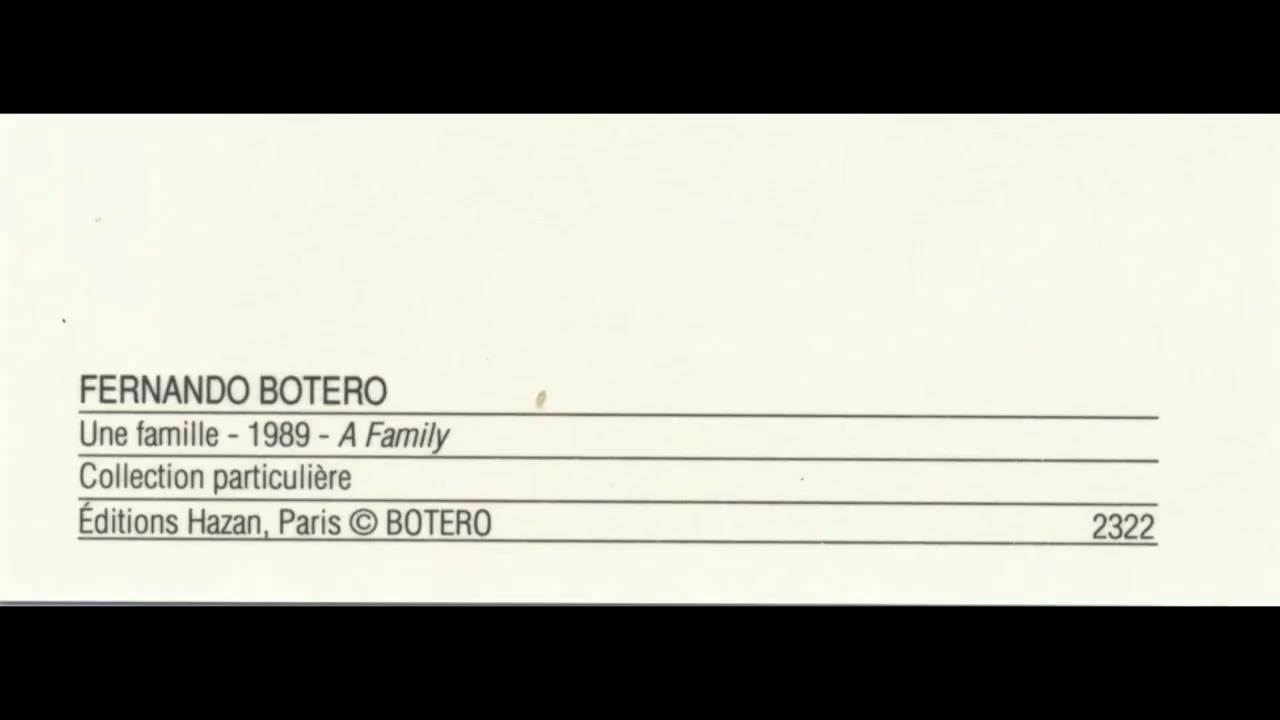 FERNANDO BOTERO
Une famille - 1989 - A Family
Collection particulière
Éditions Hazan, Paris © BOTERO 2322